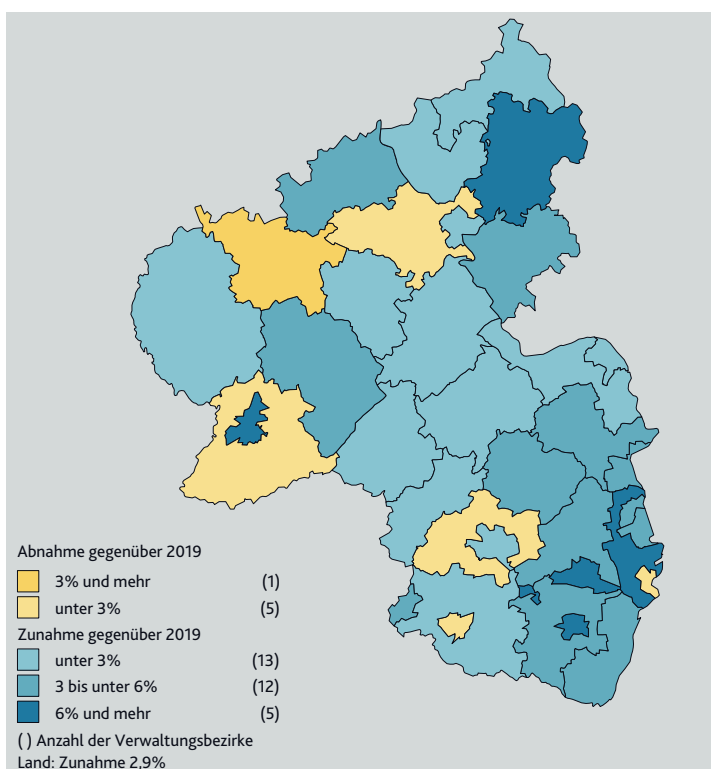 Abnahme gegenüber 2019
3% und mehr (1)
unter 3% (5)
Zunahme gegenüber 2019
unter 3% (13)
3 bis unter 6% (12)
6% und mehr (5)
( ) Anzahl der Verwaltungsbezirke
Land: Zunahme 2,9%